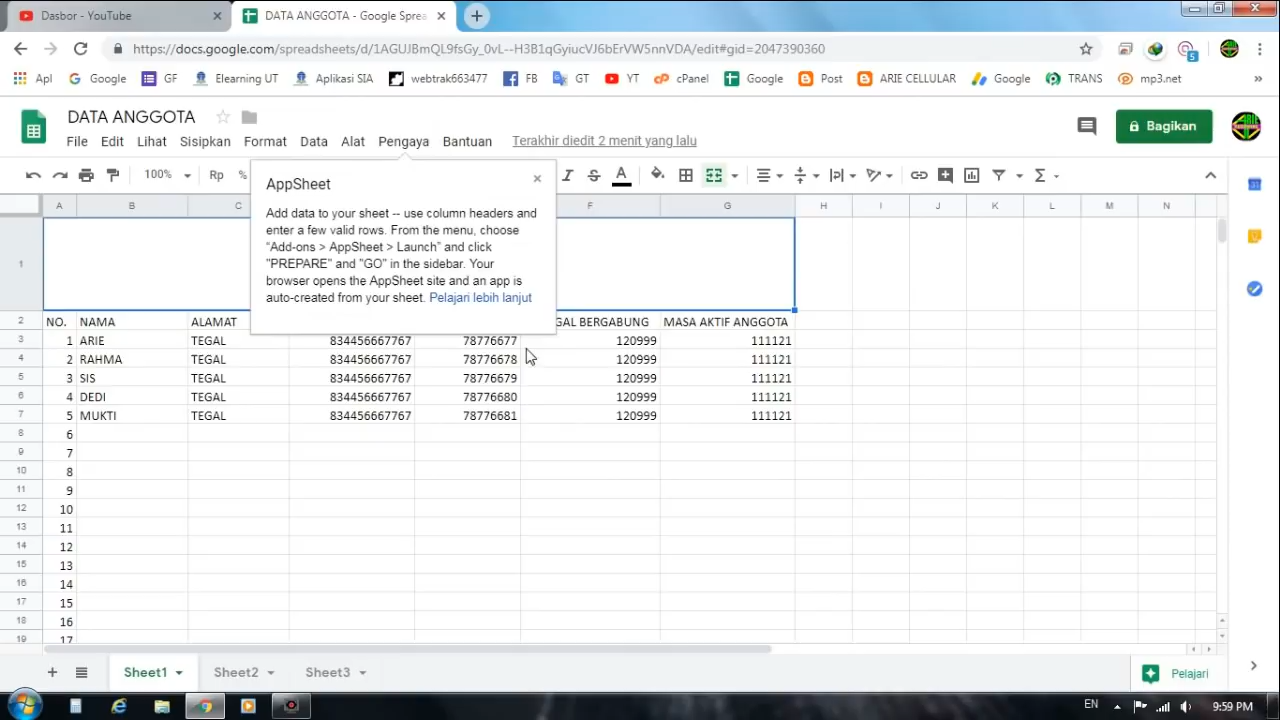 Dasbor - YouTube
DATA ANGGOTA - Google Sprea
https://docs.google.com/spreadsheets/d/1AGUJBmQL9fsGy_0vL--H3B1qGyiucVJ6bErVW5nnVDA/edit#gid=2047390360
5
Apl Google GF Elearning UT Aplikasi SIA webtrak663477 FB GT YT cPanel Google Post ARIE CELLULAR Google TRANS mp3.net »
DATA ANGGOTA
Bagikan
File Edit Lihat Sisipkan Format Data Alat Pengaya Bantuan Terakhir diedit 2 menit yang lalu
100% Rp %
AppSheet
Add data to your sheet -- use column headers and
enter a few valid rows. From the menu, choose
“Add-ons > AppSheet > Launch” and click
"PREPARE" and "GO" in the sidebar. Your
browser opens the AppSheet site and an app is
auto-created from your sheet. Pelajari lebih lanjut
A B C F G H I J K L M N
1
2 NO. NAMA ALAMAT GAL BERGABUNG MASA AKTIF ANGGOTA
3 1 ARIE TEGAL 834456667767 78776677 120999 111121
4 2 RAHMA TEGAL 834456667767 78776678 120999 111121
5 3 SIS TEGAL 834456667767 78776679 120999 111121
6 4 DEDI TEGAL 834456667767 78776680 120999 111121
7 5 MUKTI TEGAL 834456667767 78776681 120999 111121
8 6
9 7
10 8
11 9
12 10
13 11
14 12
15 13
16 14
17 15
18 16
19 17
Sheet1 Sheet2 Sheet3 Pelajari
EN 9:59 PM